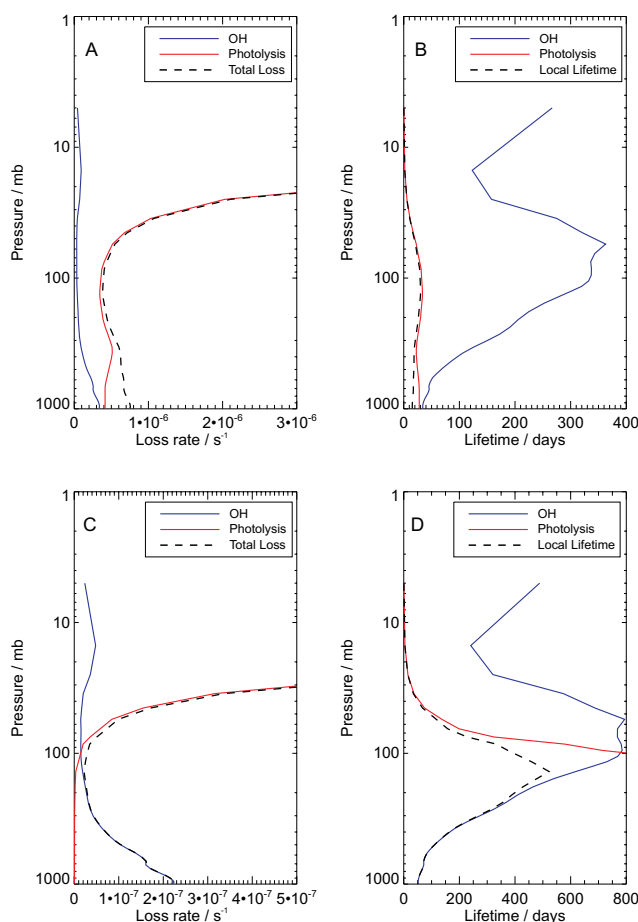 A
OH
Photolysis
Total Loss
1
10
100
1000
Pressure / mb
0
1•10⁻⁶
2•10⁻⁶
3•10⁻⁶
Loss rate / s⁻¹
B
OH
Photolysis
Local Lifetime
1
10
100
1000
Pressure / mb
0
100
200
300
400
Lifetime / days
C
OH
Photolysis
Total Loss
1
10
100
1000
Pressure / mb
0
1•10⁻⁷
2•10⁻⁷
3•10⁻⁷
4•10⁻⁷
5•10⁻⁷
Loss rate / s⁻¹
D
OH
Photolysis
Local Lifetime
1
10
100
1000
Pressure / mb
0
200
400
600
800
Lifetime / days